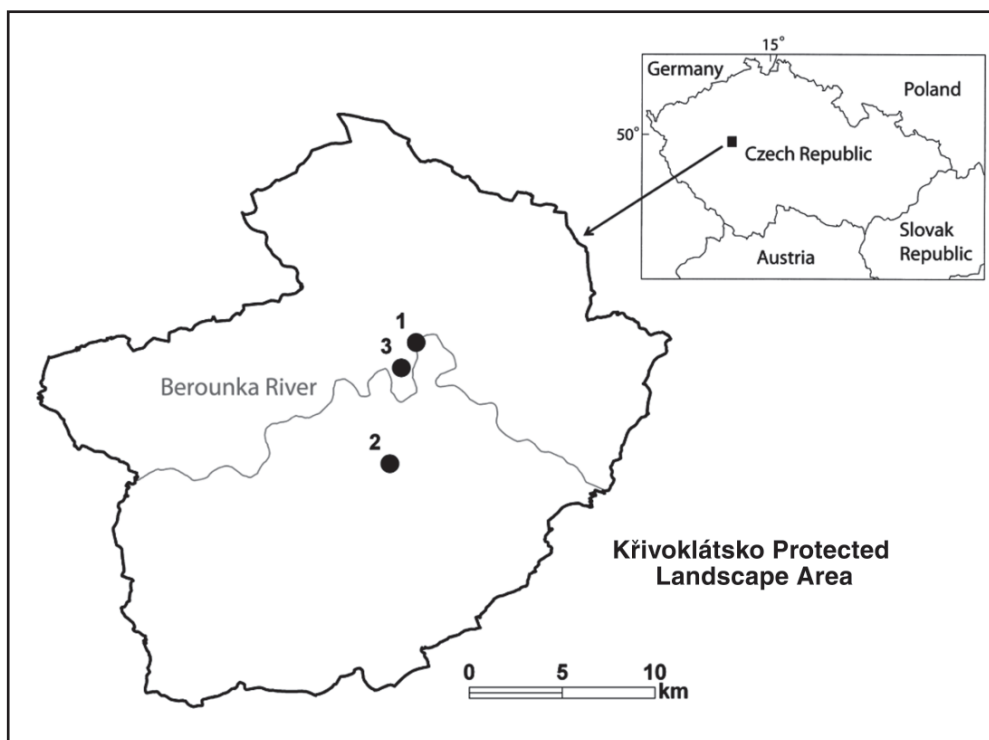 15°
Germany
Poland
50°
Czech Republic
Slovak
Republic
Austria
1
3
Berounka River
2
Křivoklátsko Protected
Landscape Area
0 5 10
km